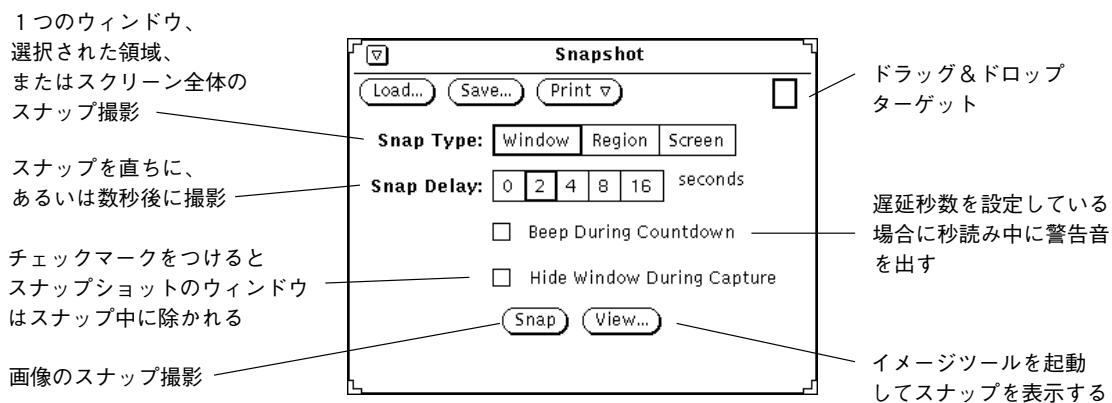 １つのウィンドウ、
選択された領域、
またはスクリーン全体の
スナップ撮影
スナップを直ちに、
あるいは数秒後に撮影
チェックマークをつけると
スナップショットのウィンドウ
はスナップ中に除かれる
画像のスナップ撮影
Snapshot
Load... Save... Print
Snap Type: Window Region Screen
Snap Delay: 0 2 4 8 16 seconds
Beep During Countdown
Hide Window During Capture
Snap View...
ドラッグ＆ドロップ
ターゲット
遅延秒数を設定している
場合に秒読み中に警告音
を出す
イメージツールを起動
してスナップを表示する